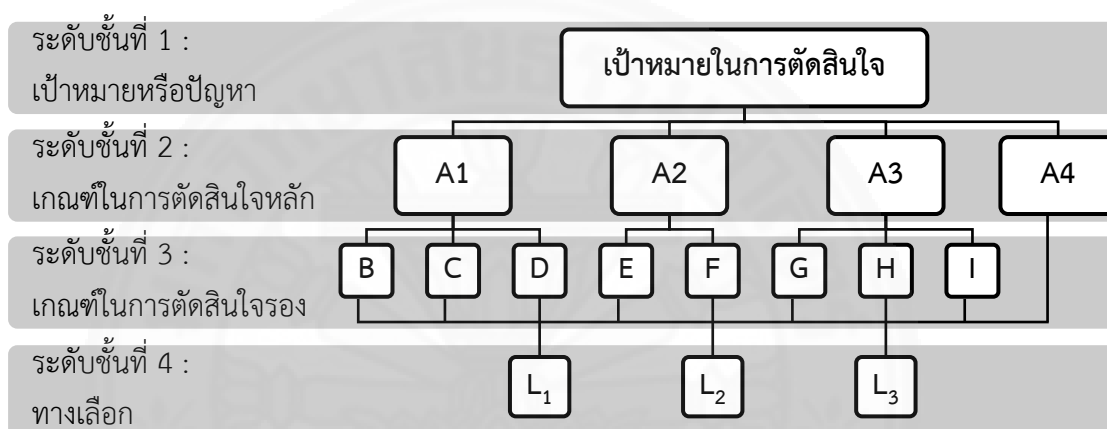 ระดับชั้นที่ 1 :
เป้าหมายหรือปัญหา
เป้าหมายในการตัดสินใจ
ระดับชั้นที่ 2 :
เกณฑ์ในการตัดสินใจหลัก
A1 A2 A3 A4
ระดับชั้นที่ 3 :
เกณฑ์ในการตัดสินใจรอง
B C D E F G H I
ระดับชั้นที่ 4 :
ทางเลือก
L₁ L₂ L₃